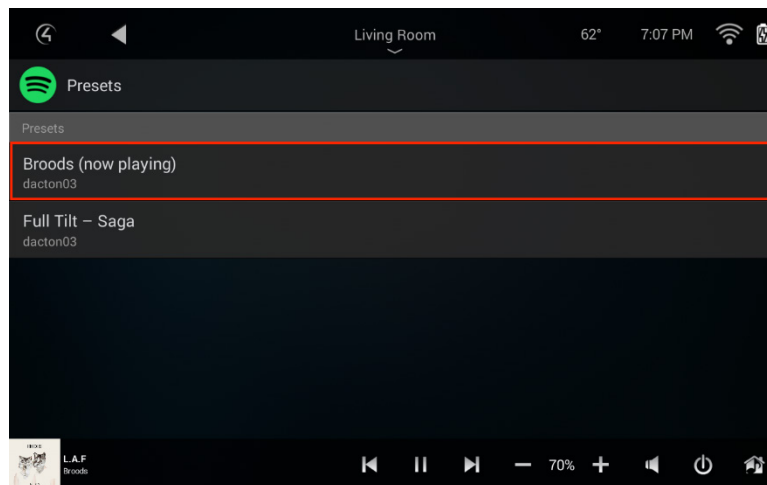 Living Room
62°
7:07 PM
Presets
Presets
Broods (now playing)
dacton03
Full Tilt – Saga
dacton03
L.A.F
Broods
70%